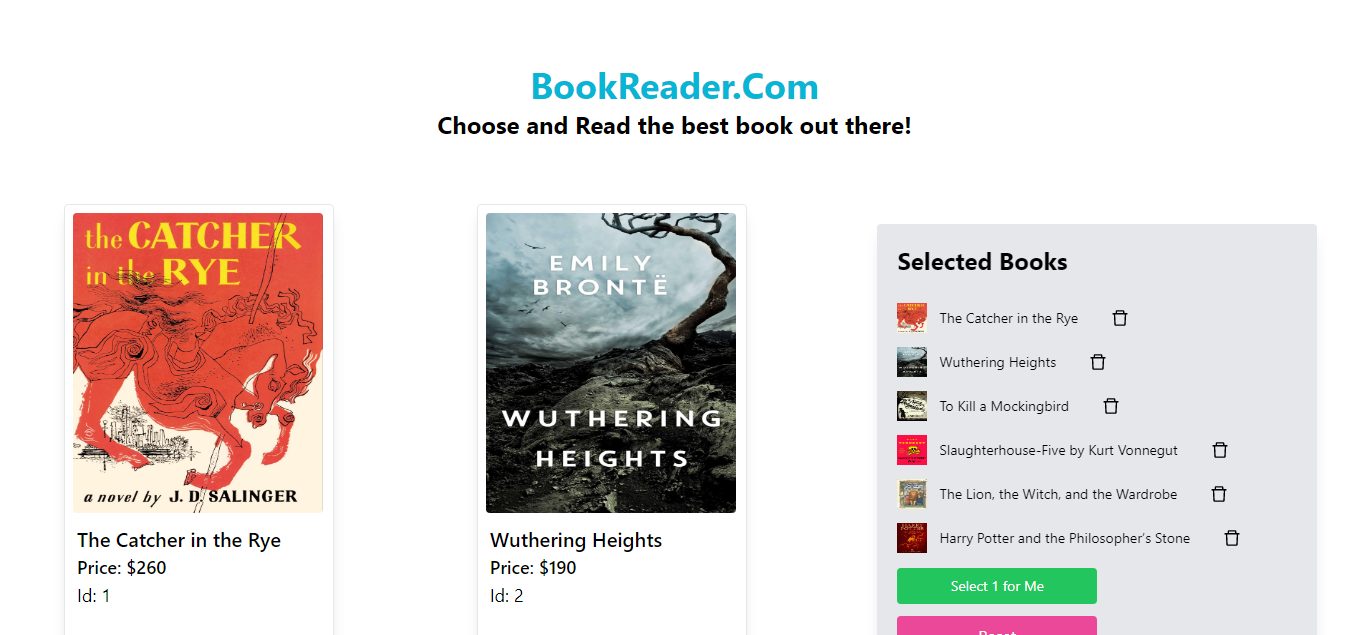 BookReader.Com
Choose and Read the best book out there!
the CATCHER
in the RYE
a novel by J. D. SALINGER
The Catcher in the Rye
Price: $260
Id: 1
EMILY
BRONTË
WUTHERING
HEIGHTS
Wuthering Heights
Price: $190
Id: 2
Selected Books
The Catcher in the Rye
Wuthering Heights
To Kill a Mockingbird
Slaughterhouse-Five by Kurt Vonnegut
The Lion, the Witch, and the Wardrobe
Harry Potter and the Philosopher's Stone
Select 1 for Me
Reset